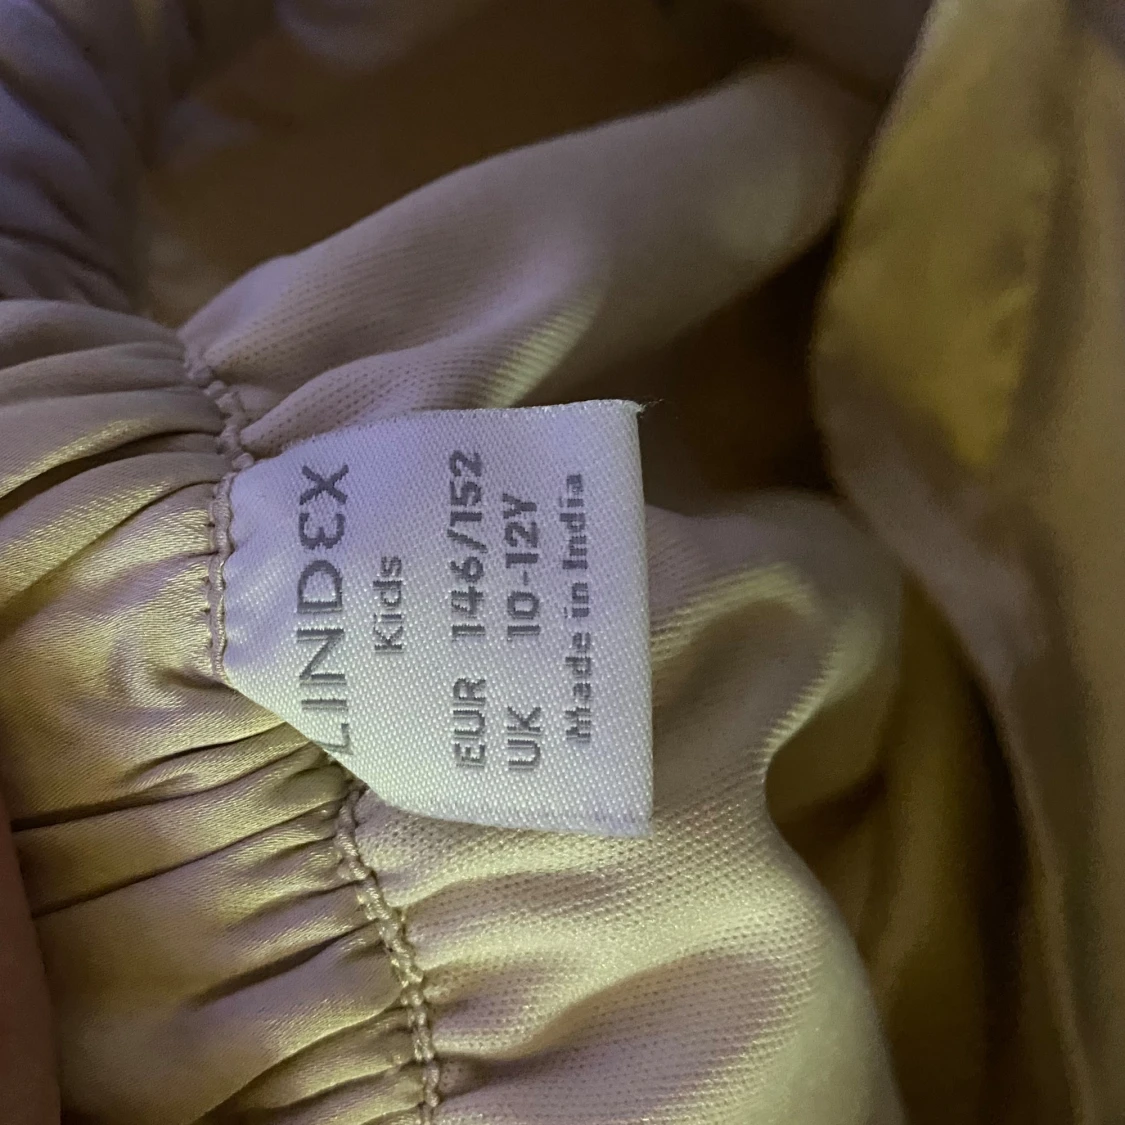 LINDEX
Kids
EUR 146/152
UK 10-12Y
Made in India